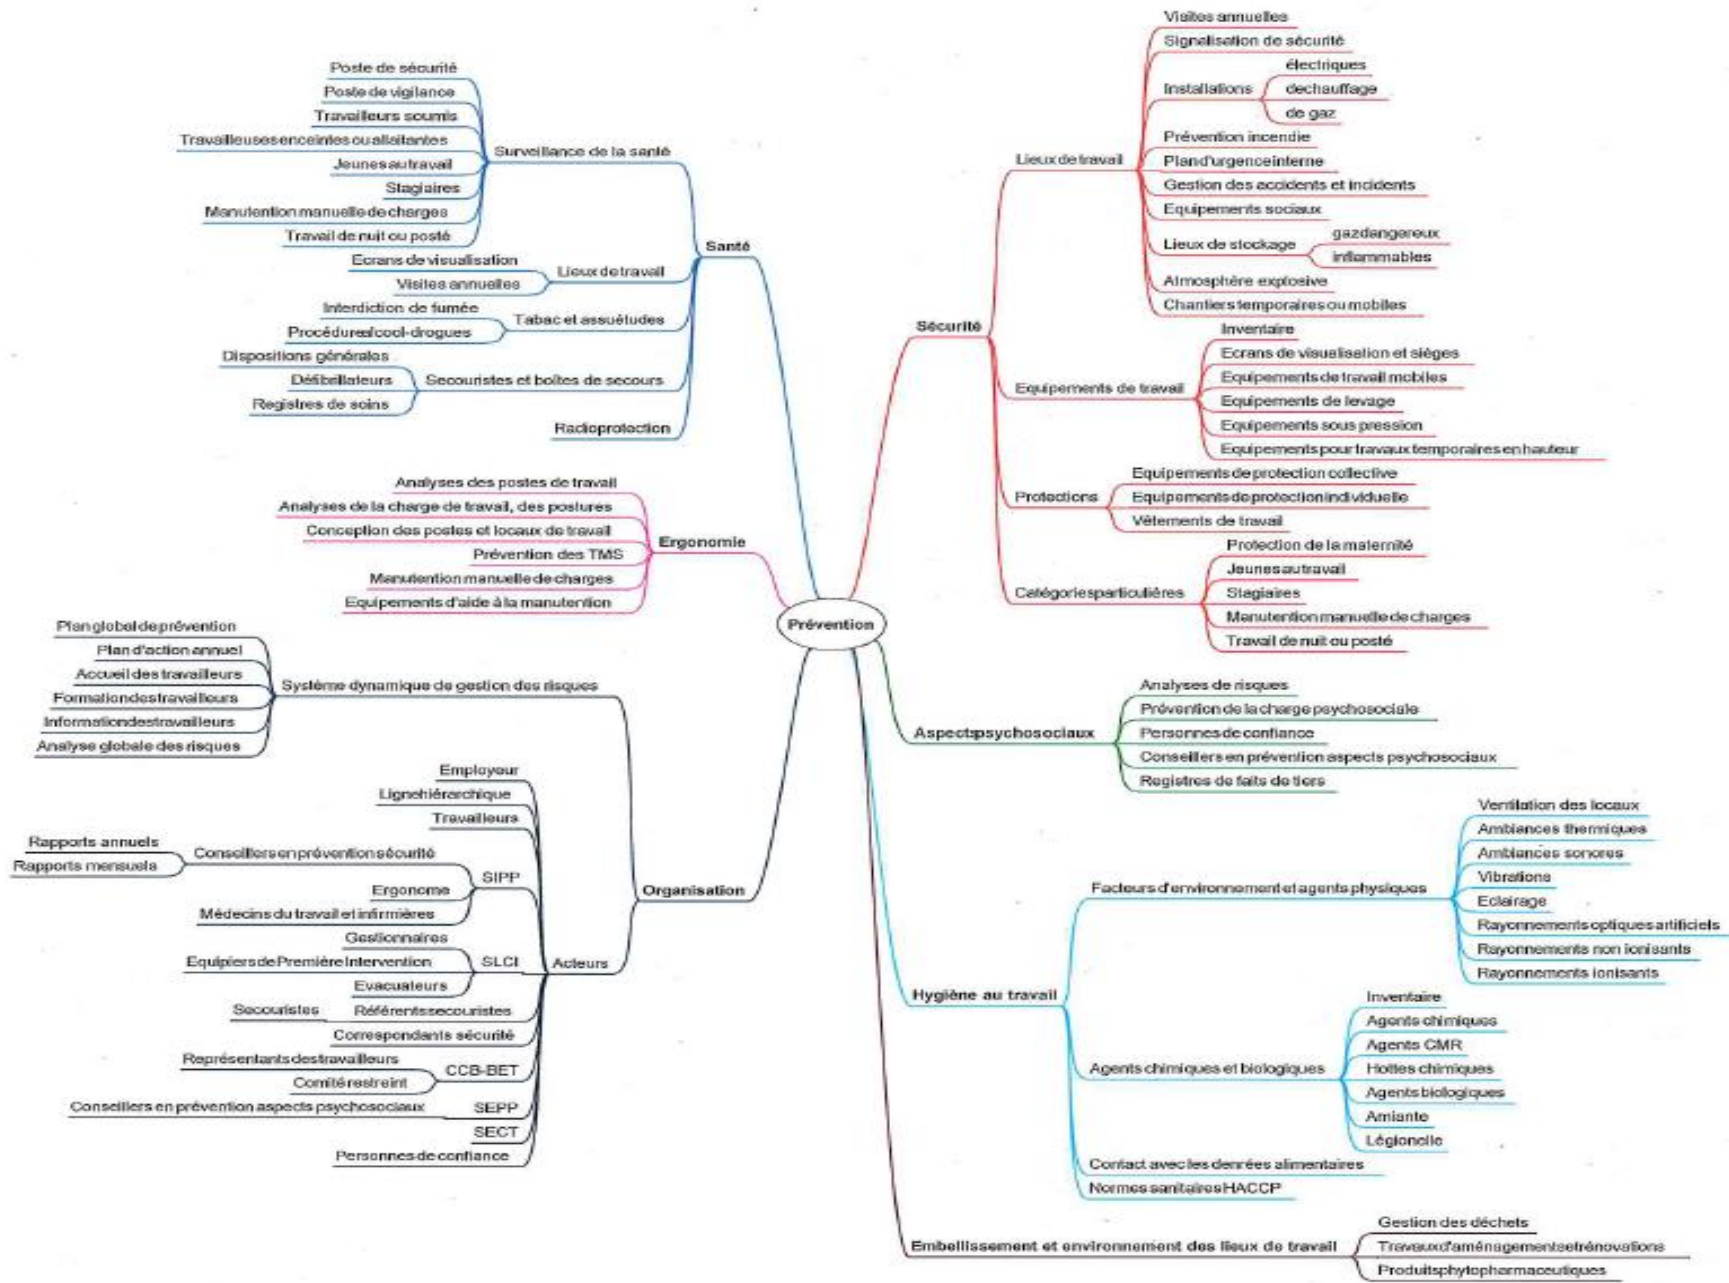 Prévention
Santé
Surveillance de la santé
Poste de sécurité
Poste de vigilance
Travailleurs soumis
Travailleuses enceintes ou allaitantes
Jeunes au travail
Stagiaires
Manutention manuelle de charges
Travail de nuit ou posté
Lieux de travail
Ecrans de visualisation
Visites annuelles
Tabac et assuétudes
Interdiction de fumée
Procédure alcool-drogues
Secouristes et boîtes de secours
Dispositions générales
Défibrillateurs
Registres de soins
Radioprotection
Ergonomie
Analyses des postes de travail
Analyses de la charge de travail, des postures
Conception des postes et locaux de travail
Prévention des TMS
Manutention manuelle de charges
Equipements d'aide à la manutention
Organisation
Système dynamique de gestion des risques
Plan global de prévention
Plan d'action annuel
Accueil des travailleurs
Formation des travailleurs
Information des travailleurs
Analyse globale des risques
Acteurs
Employeur
Ligne hiérarchique
Travailleurs
SIPP
Conseillers en prévention sécurité
Rapports annuels
Rapports mensuels
Ergonome
Médecins du travail et infirmières
SLCI
Gestionnaires
Equipiers de Première Intervention
Evacuateurs
Référents secouristes
Secouristes
Correspondants sécurité
CCB-BET
Représentants des travailleurs
Comité restreint
SEPP
Conseillers en prévention aspects psychosociaux
SECT
Personnes de confiance
Sécurité
Lieux de travail
Visites annuelles
Signalisation de sécurité
Installations
électriques
de chauffage
de gaz
Prévention incendie
Plan d'urgence interne
Gestion des accidents et incidents
Equipements sociaux
Lieux de stockage
gaz dangereux
inflammables
Atmosphère explosive
Chantiers temporaires ou mobiles
Equipements de travail
Inventaire
Ecrans de visualisation et sièges
Equipements de travail mobiles
Equipements de levage
Equipements sous pression
Equipements pour travaux temporaires en hauteur
Protections
Equipements de protection collective
Equipements de protection individuelle
Vêtements de travail
Catégories particulières
Protection de la maternité
Jeunes au travail
Stagiaires
Manutention manuelle de charges
Travail de nuit ou posté
Aspects psychosociaux
Analyses de risques
Prévention de la charge psychosociale
Personnes de confiance
Conseillers en prévention aspects psychosociaux
Registres de faits de tiers
Hygiène au travail
Facteurs d'environnement et agents physiques
Ventilation des locaux
Ambiances thermiques
Ambiances sonores
Vibrations
Eclairage
Rayonnements optiques artificiels
Rayonnements non ionisants
Rayonnements ionisants
Agents chimiques et biologiques
Inventaire
Agents chimiques
Agents CMR
Hottes chimiques
Agents biologiques
Amiante
Légionelle
Contact avec les denrées alimentaires
Normes sanitaires HACCP
Embellissement et environnement des lieux de travail
Gestion des déchets
Travaux d'aménagements et rénovations
Produits phytopharmaceutiques